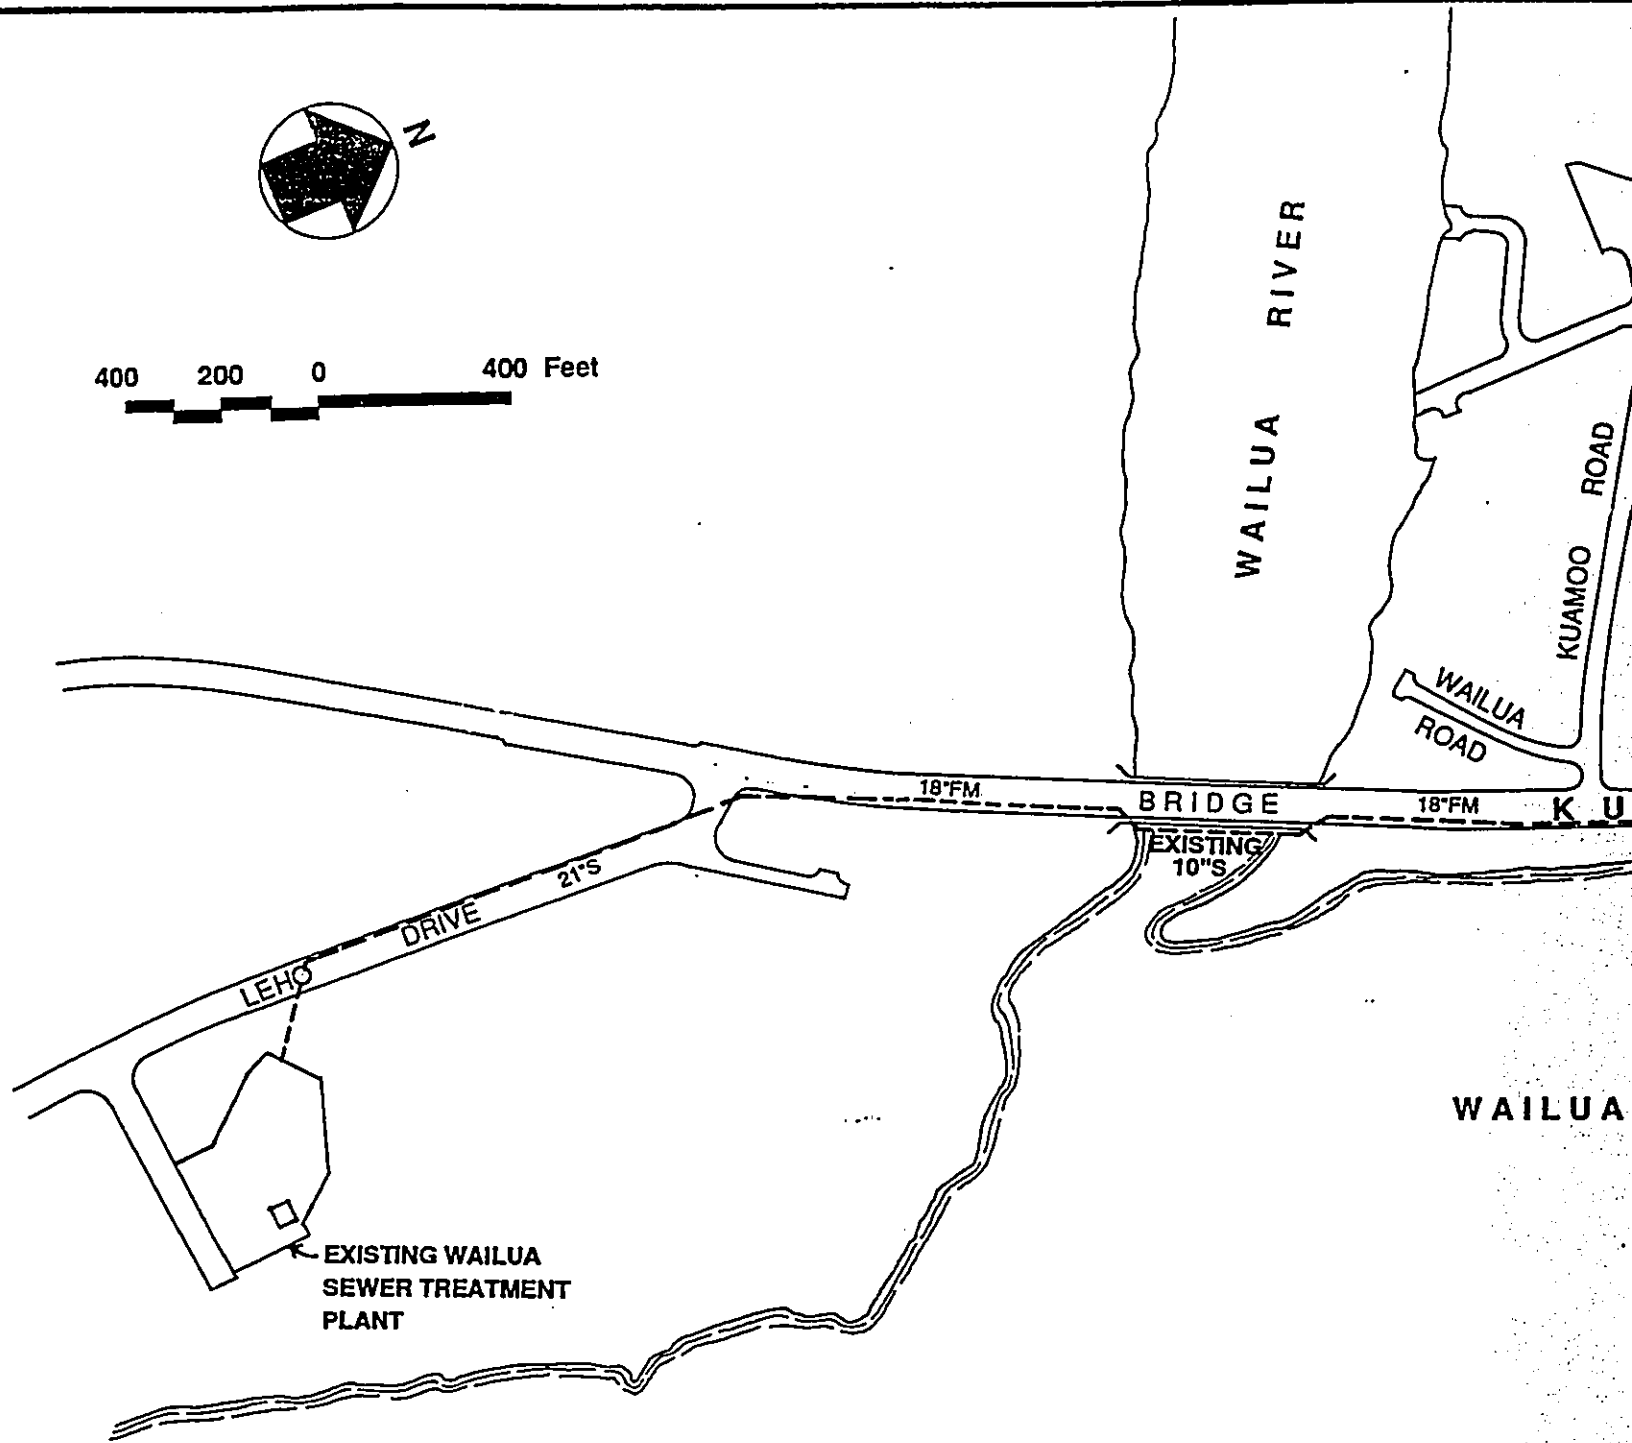 N
400 200 0 400 Feet
WAILUA RIVER
KUAMOO ROAD
WAILUA
ROAD
18"FM
BRIDGE
18"FM
K U
EXISTING
10"S
21"S
LEHO DRIVE
WAILUA
EXISTING WAILUA
SEWER TREATMENT
PLANT